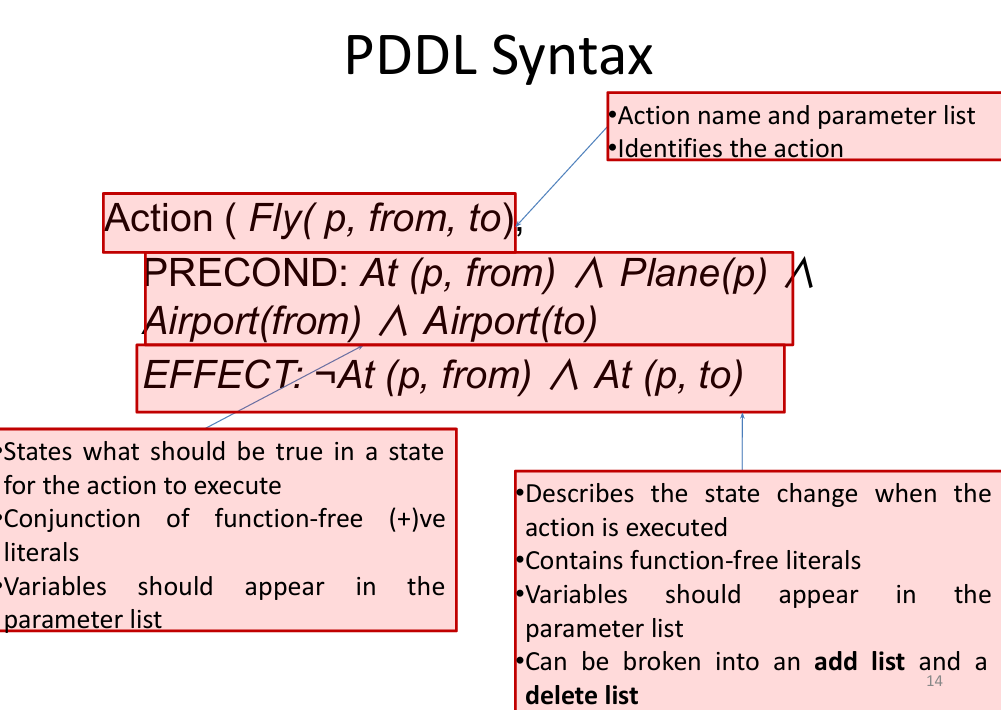 PDDL Syntax
•Action name and parameter list
•Identifies the action
Action ( Fly( p, from, to),
PRECOND: At (p, from) ∧ Plane(p) ∧
Airport(from) ∧ Airport(to)
EFFECT: ¬At (p, from) ∧ At (p, to)
•States what should be true in a state
for the action to execute
•Conjunction of function-free (+)ve
literals
•Variables should appear in the
parameter list
•Describes the state change when the
action is executed
•Contains function-free literals
•Variables should appear in the
parameter list
•Can be broken into an add list and a
delete list
14